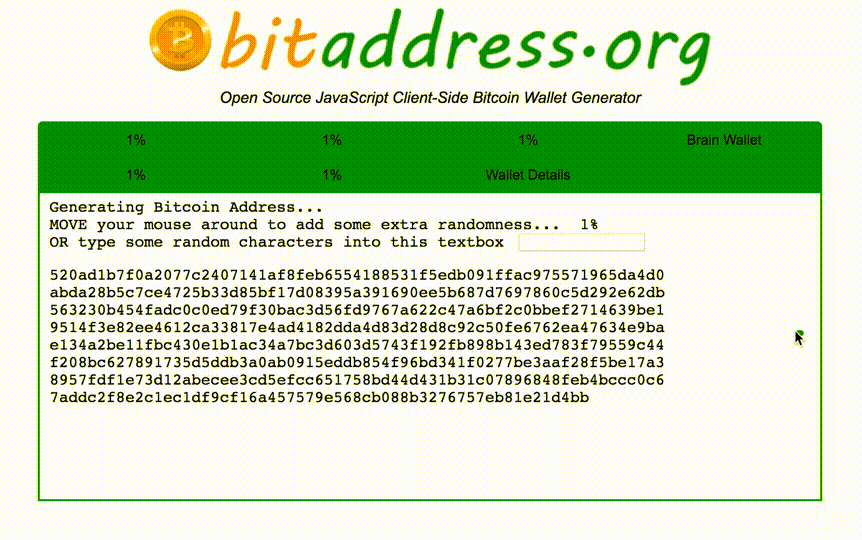 bitaddress.org
Open Source JavaScript Client-Side Bitcoin Wallet Generator
1% 1% 1% Brain Wallet
1% 1% Wallet Details
Generating Bitcoin Address...
MOVE your mouse around to add some extra randomness... 1%
OR type some random characters into this textbox
520ad1b7f0a2077c2407141af8feb6554188531f5edb091ffac975571965da4d0
abda28b5c7ce4725b33d85bf17d08395a391690ee5b687d7697860c5d292e62db
563230b454fadc0c0ed79f30bac3d56fd9767a622c47a6bf2c0bbef2714639be1
9514f3e82ee4612ca33817e4ad4182dda4d83d28d8c92c50fe6762ea47634e9ba
e134a2be11fbc430e1b1ac34a7bc3d603d5743f192fb898b143ed783f79559c44
f208bc627891735d5ddb3a0ab0915eddb854f96bd341f0277be3aaf28f5be17a3
8957fdf1e73d12abecee3cd5efcc651758bd44d431b31c07896848feb4bccc0c6
7addc2f8e2c1ec1df9cf16a457579e568cb088b3276757eb81e21d4bb